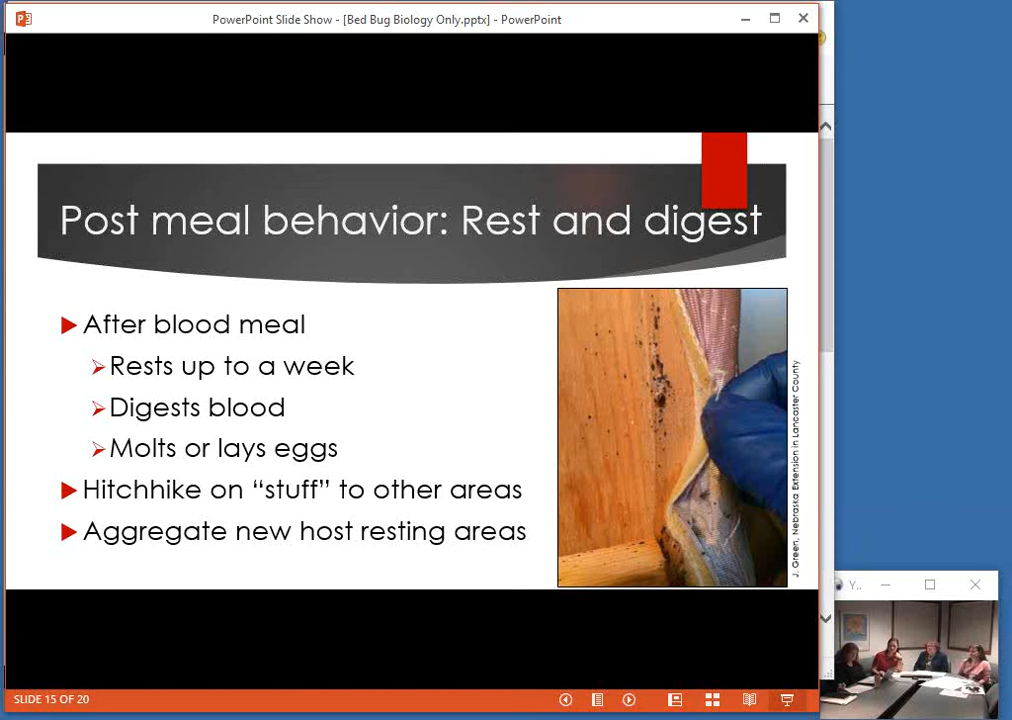 PowerPoint Slide Show - [Bed Bug Biology Only.pptx] - PowerPoint
Post meal behavior: Rest and digest
After blood meal
Rests up to a week
Digests blood
Molts or lays eggs
Hitchhike on “stuff” to other areas
Aggregate new host resting areas
J. Green, Nebraska Extension in Lancaster County
Y..
SLIDE 15 OF 20